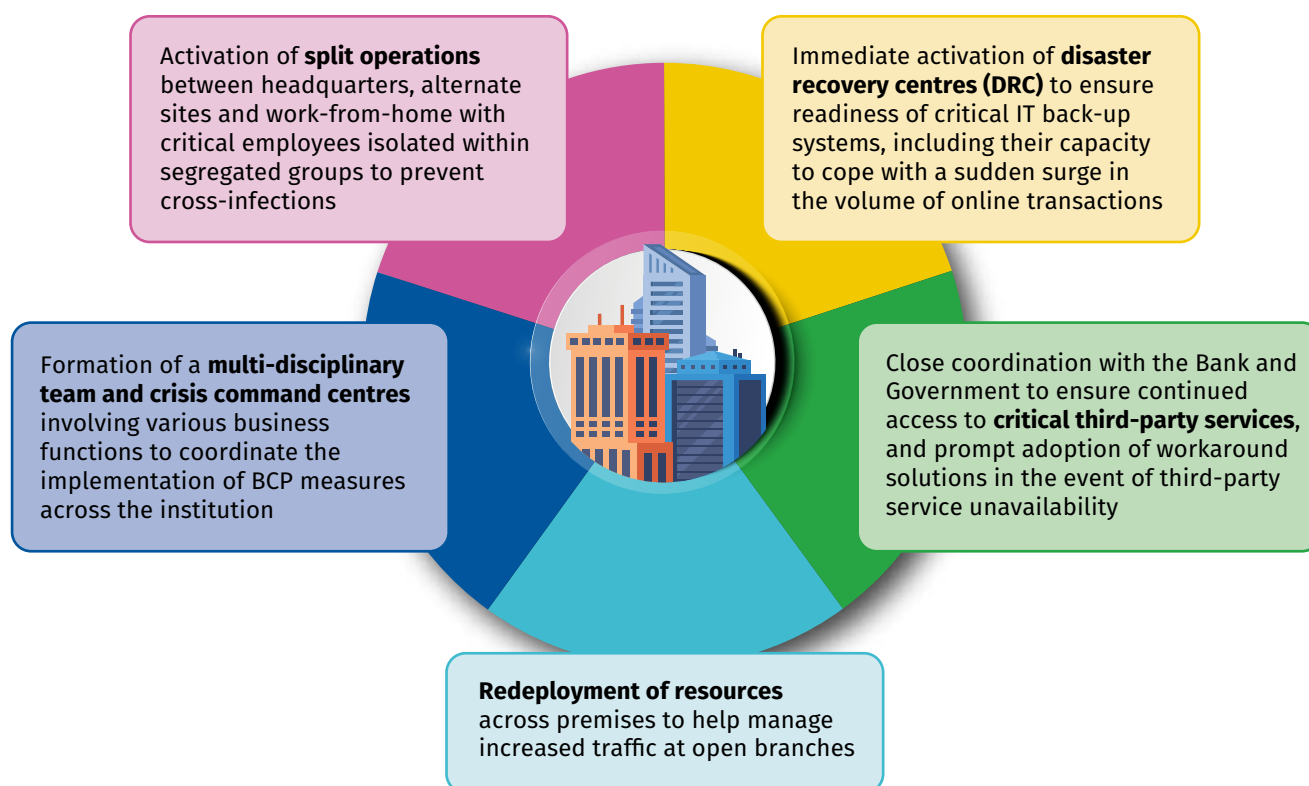 Activation of split operations
between headquarters, alternate
sites and work-from-home with
critical employees isolated within
segregated groups to prevent
cross-infections
Immediate activation of disaster
recovery centres (DRC) to ensure
readiness of critical IT back-up
systems, including their capacity
to cope with a sudden surge in
the volume of online transactions
Formation of a multi-disciplinary
team and crisis command centres
involving various business
functions to coordinate the
implementation of BCP measures
across the institution
Close coordination with the Bank and
Government to ensure continued
access to critical third-party services,
and prompt adoption of workaround
solutions in the event of third-party
service unavailability
Redeployment of resources
across premises to help manage
increased traffic at open branches